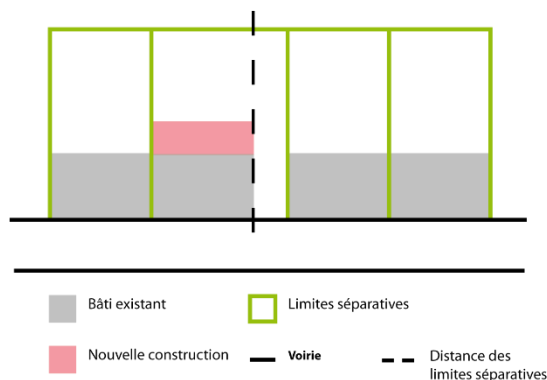 Bâti existant
Limites séparatives
Nouvelle construction
Voirie
Distance des
limites séparatives